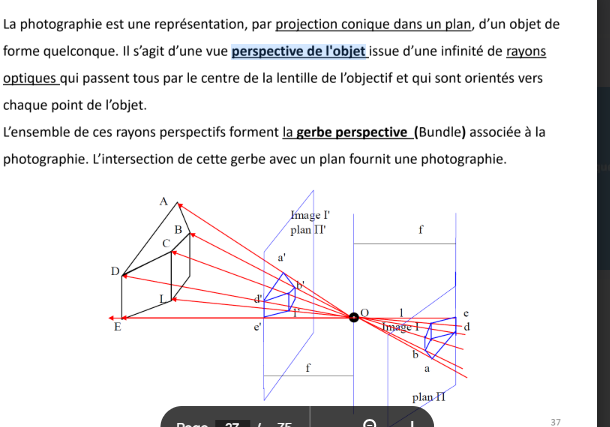 La photographie est une représentation, par projection conique dans un plan, d'un objet de
forme quelconque. Il s'agit d'une vue perspective de l'objet issue d'une infinité de rayons
optiques qui passent tous par le centre de la lentille de l'objectif et qui sont orientés vers
chaque point de l'objet.
L'ensemble de ces rayons perspectifs forment la gerbe perspective (Bundle) associée à la
photographie. L'intersection de cette gerbe avec un plan fournit une photographie.
A
Image I'
B
plan Π'
f
C
a'
D
b'
L
d'
l'
O
l
e
E
e'
Image I
d
b
f
a
plan Π
Page 37 / 75
37